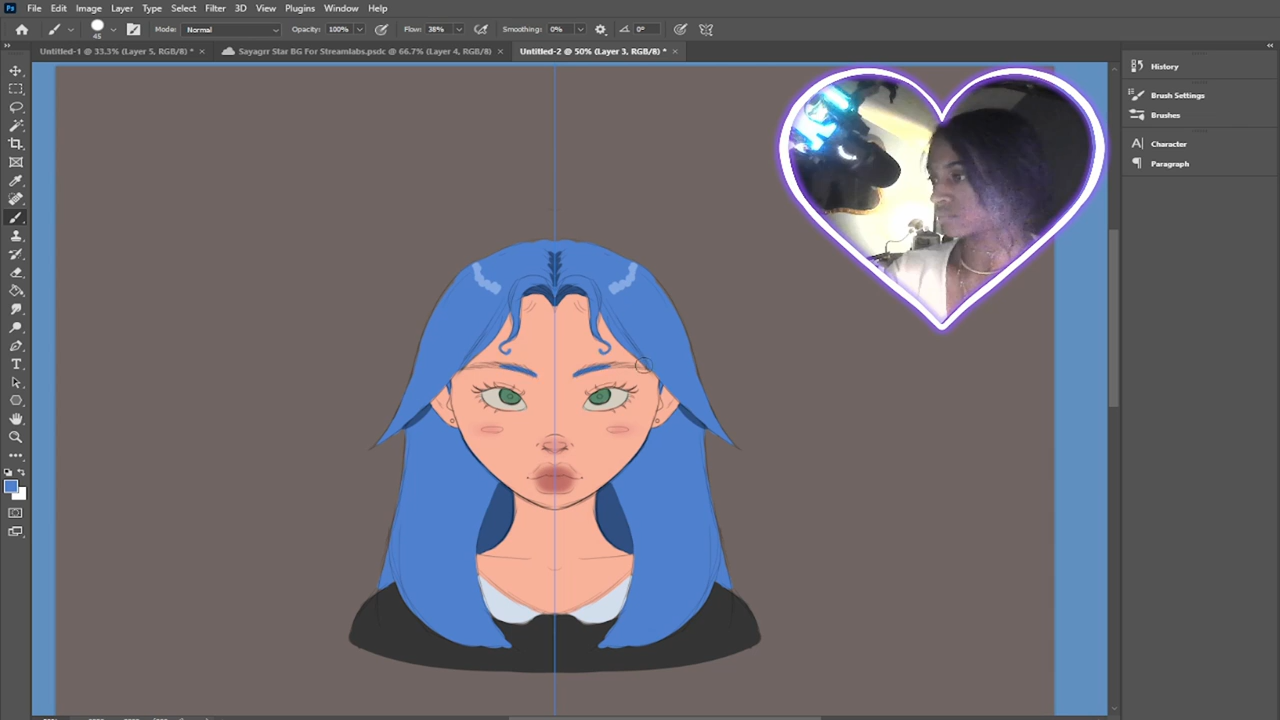 Ps File Edit Image Layer Type Select Filter 3D View Plugins Window Help
45 Mode: Normal Opacity: 100% Flow: 38% Smoothing: 0% 0°
Untitled-1 @ 33.3% (Layer 5, RGB/8) * × Sayagrr Star BG For Streamlabs.psdc @ 66.7% (Layer 4, RGB/8) × Untitled-2 @ 50% (Layer 3, RGB/8) * ×
History
Brush Settings
Brushes
Character
Paragraph